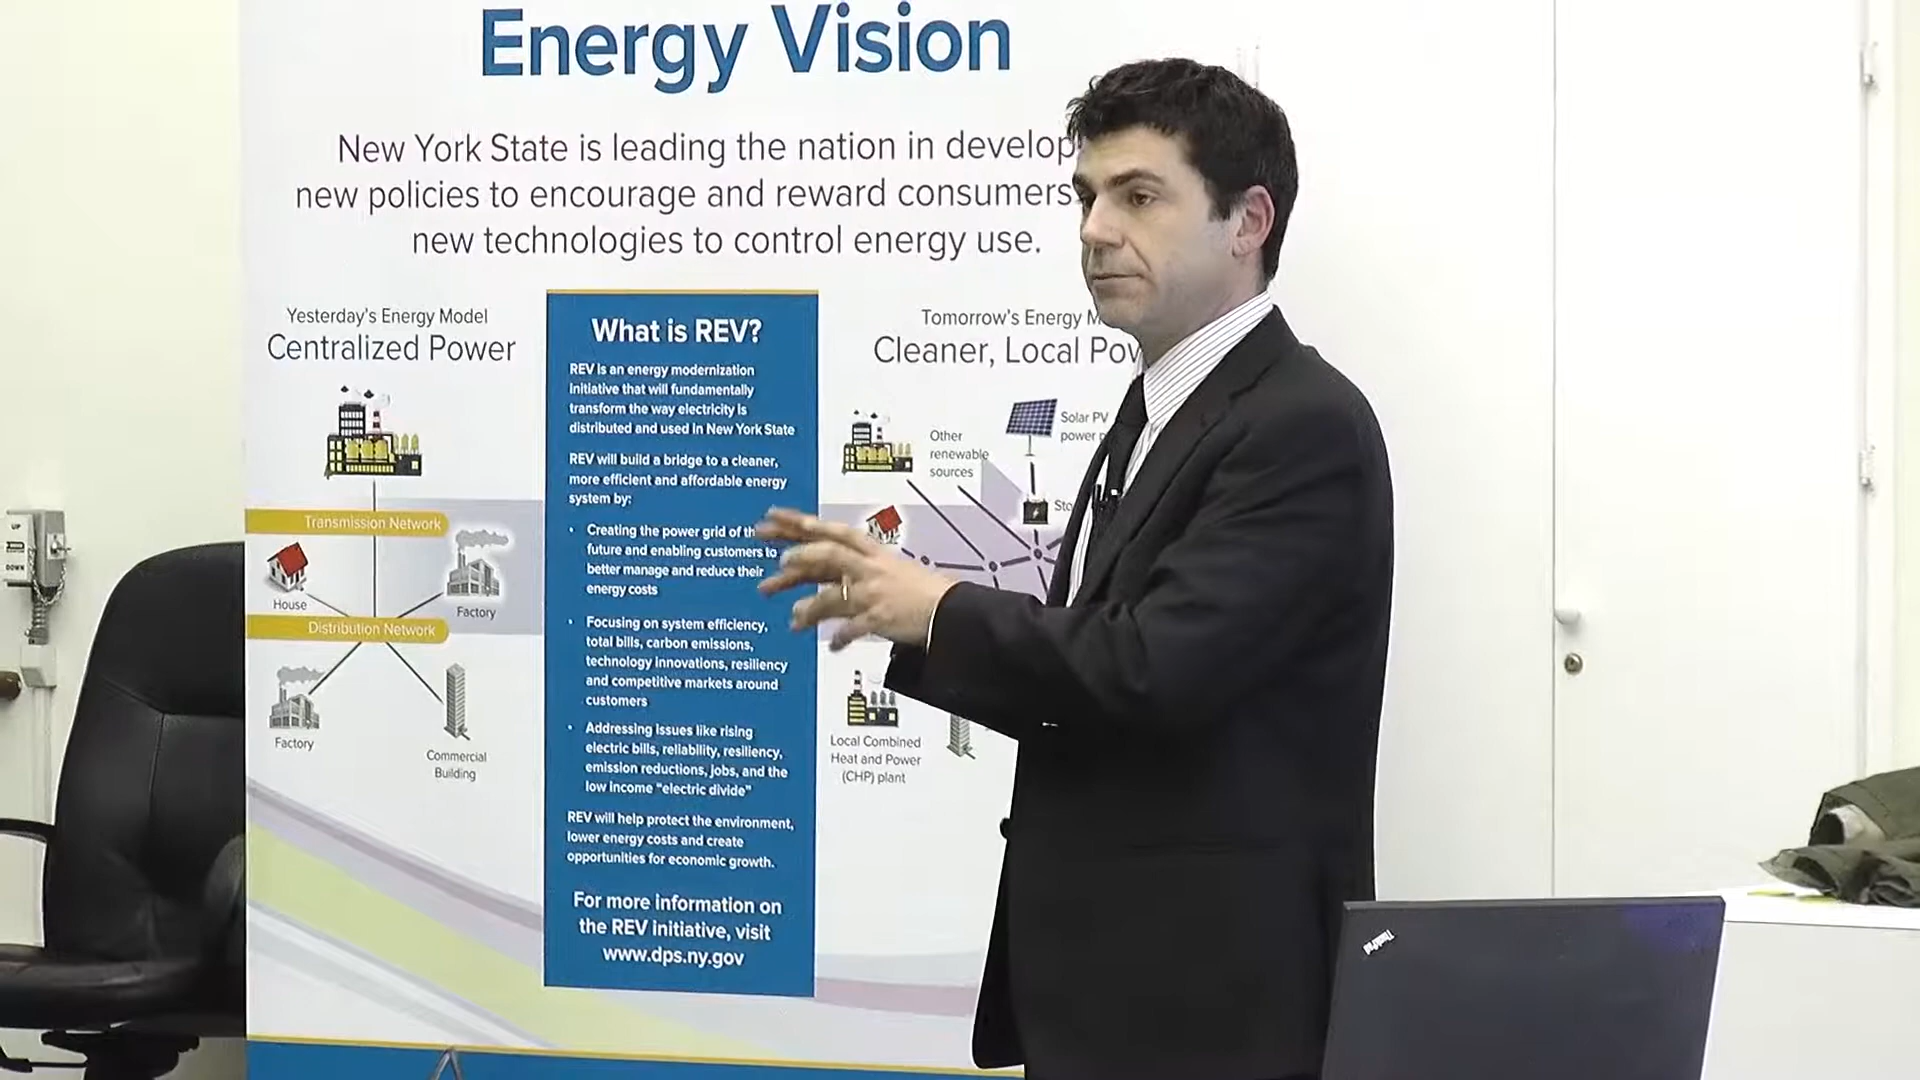 Energy Vision
New York State is leading the nation in develop
new policies to encourage and reward consumers
new technologies to control energy use.
Yesterday's Energy Model
Centralized Power
Transmission Network
House
Factory
Distribution Network
Factory
Commercial
Building
What is REV?
REV is an energy modernization
initiative that will fundamentally
transform the way electricity is
distributed and used in New York State
REV will build a bridge to a cleaner,
more efficient and affordable energy
system by:
• Creating the power grid of th
future and enabling customers to
better manage and reduce their
energy costs
• Focusing on system efficiency,
total bills, carbon emissions,
technology innovations, resiliency
and competitive markets around
customers
• Addressing issues like rising
electric bills, reliability, resiliency,
emission reductions, jobs, and the
low income "electric divide"
REV will help protect the environment,
lower energy costs and create
opportunities for economic growth.
For more information on
the REV initiative, visit
www.dps.ny.gov
Tomorrow's Energy M
Cleaner, Local Pow
Other
renewable
sources
Solar PV
power p
Sto
Local Combined
Heat and Power
(CHP) plant
UP
DOWN
ThinkPad